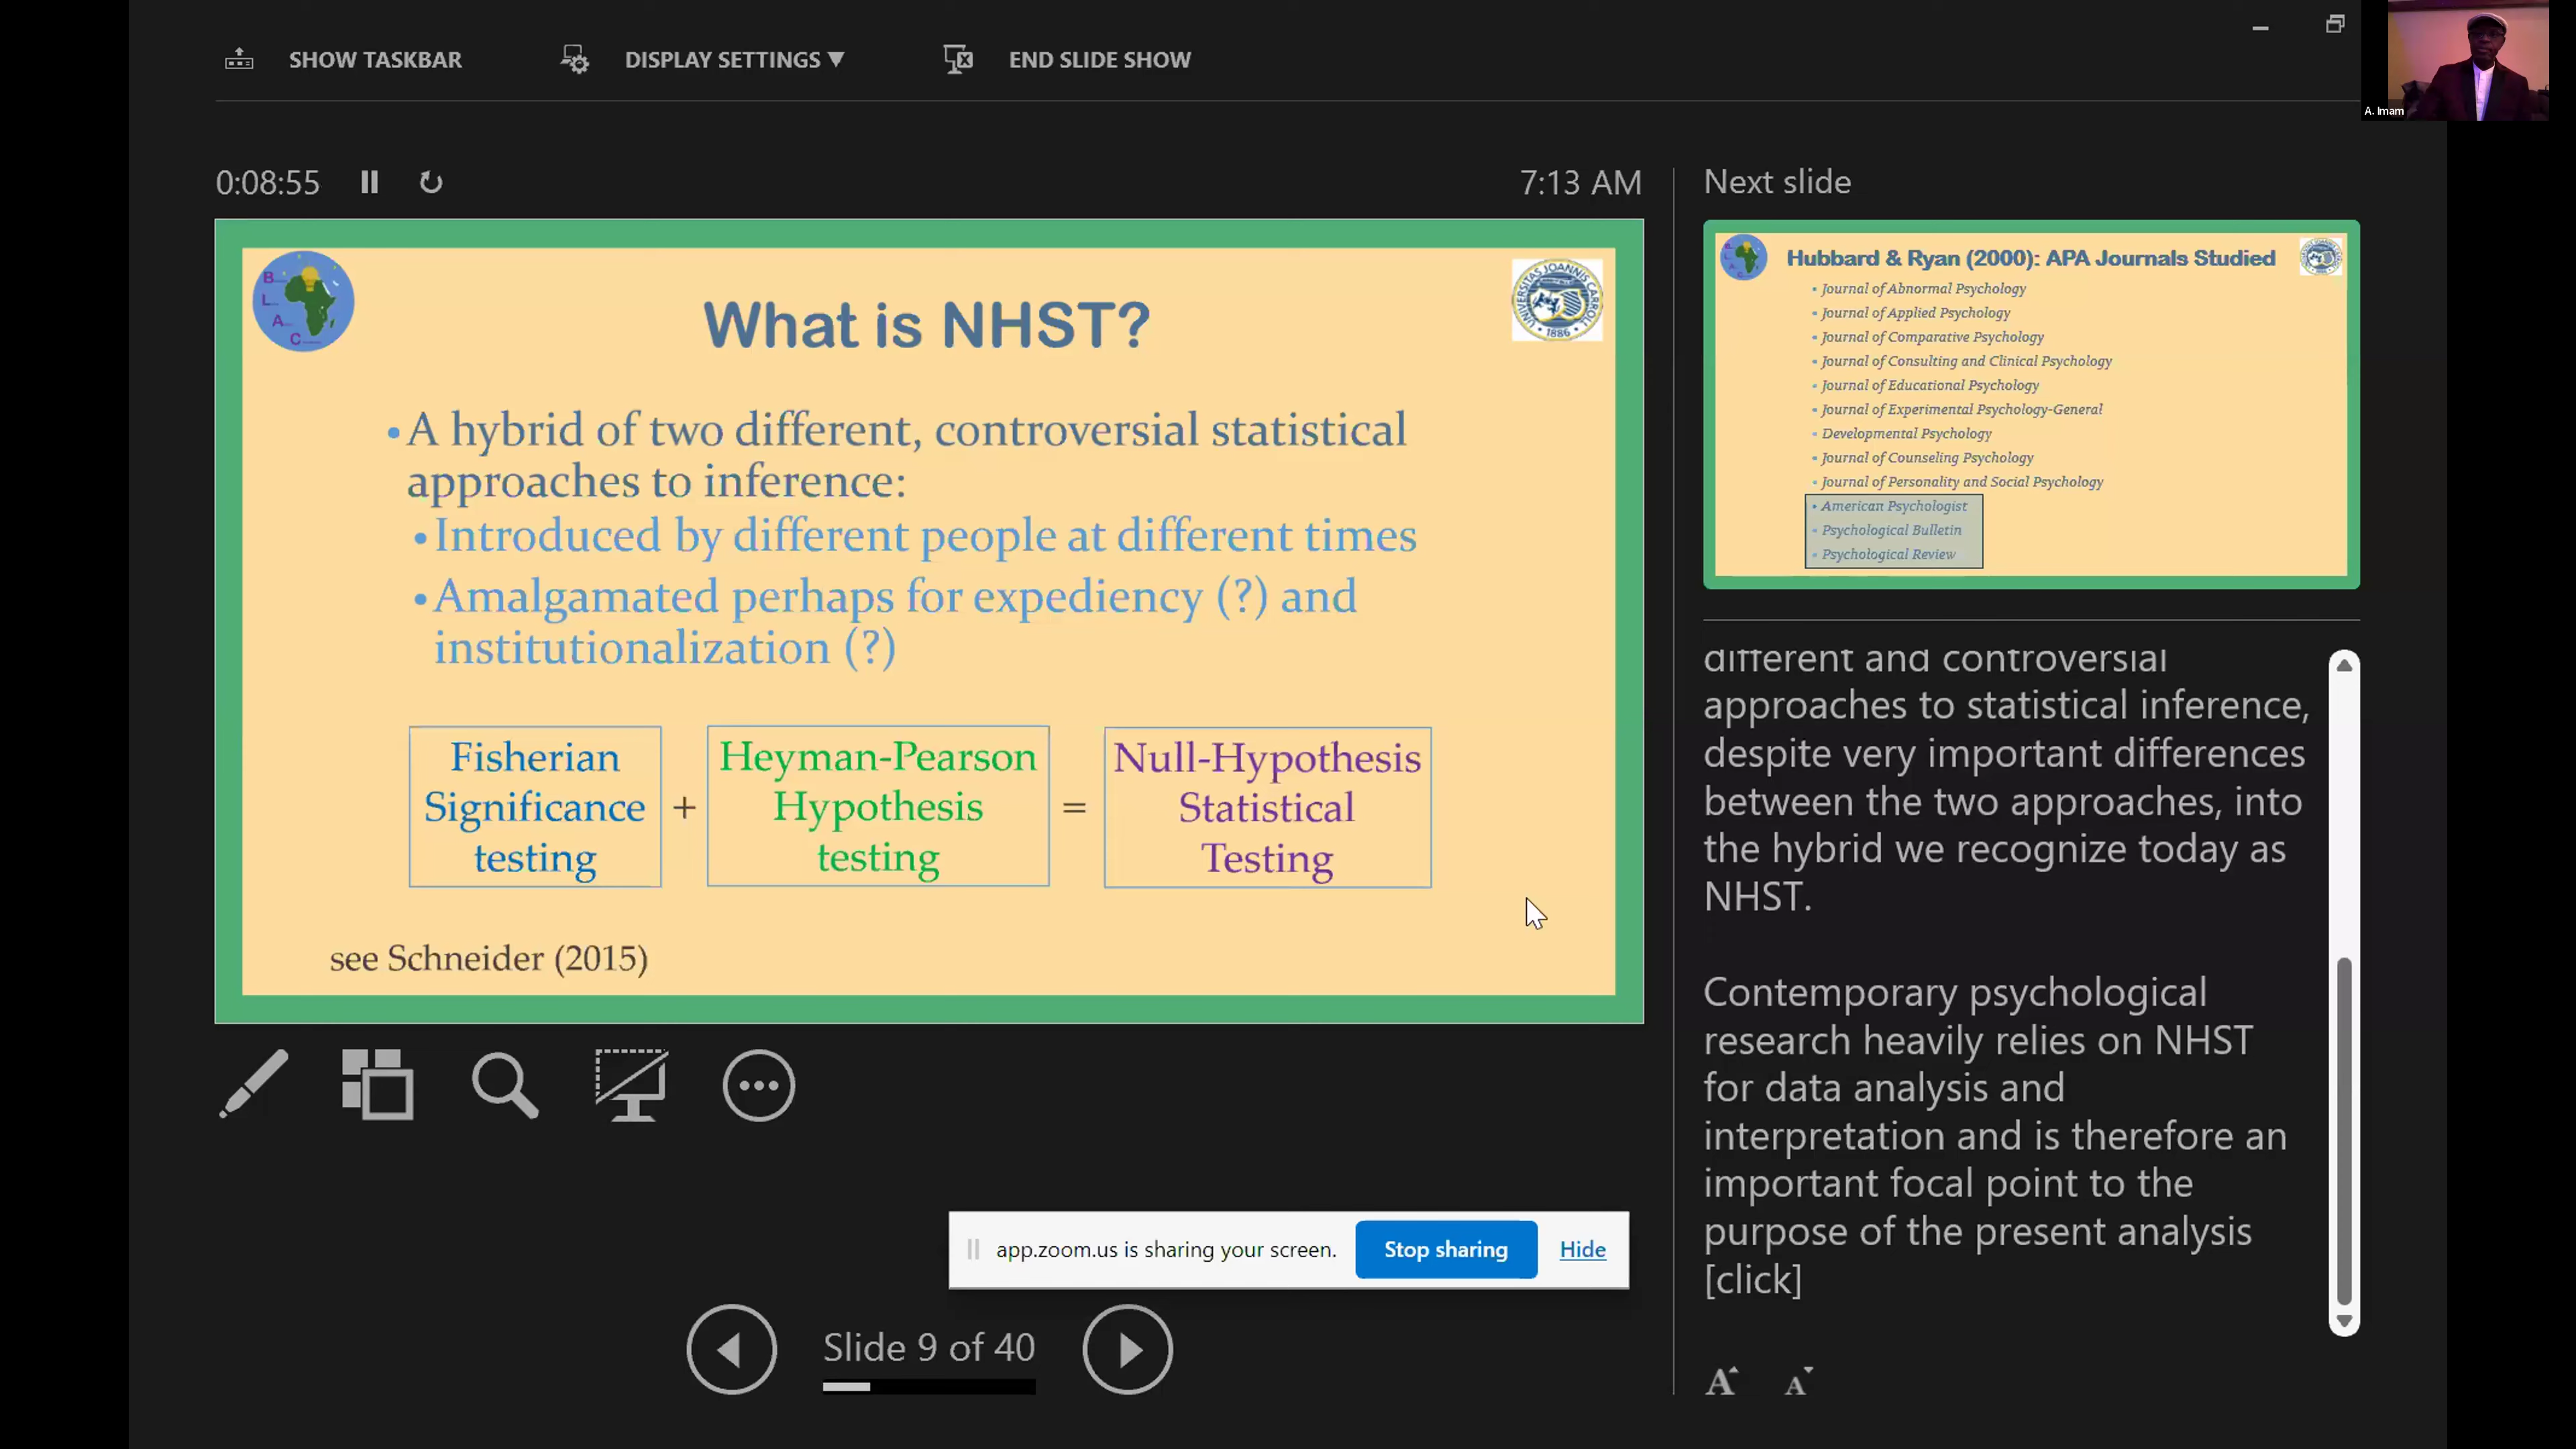 SHOW TASKBAR
DISPLAY SETTINGS ▼
END SLIDE SHOW
A. Imam
0:08:55
7:13 AM
B
L
A
C
What is NHST?
UNIVERSITAS JOANNIS CARROLL
1886
•A hybrid of two different, controversial statistical
approaches to inference:
•Introduced by different people at different times
•Amalgamated perhaps for expediency (?) and
institutionalization (?)
Fisherian
Significance
testing
+
Heyman-Pearson
Hypothesis
testing
=
Null-Hypothesis
Statistical
Testing
see Schneider (2015)
Next slide
Hubbard & Ryan (2000): APA Journals Studied
• Journal of Abnormal Psychology
• Journal of Applied Psychology
• Journal of Comparative Psychology
• Journal of Consulting and Clinical Psychology
• Journal of Educational Psychology
• Journal of Experimental Psychology-General
• Developmental Psychology
• Journal of Counseling Psychology
• Journal of Personality and Social Psychology
• American Psychologist
• Psychological Bulletin
• Psychological Review
different and controversial
approaches to statistical inference,
despite very important differences
between the two approaches, into
the hybrid we recognize today as
NHST.
Contemporary psychological
research heavily relies on NHST
for data analysis and
interpretation and is therefore an
important focal point to the
purpose of the present analysis
[click]
app.zoom.us is sharing your screen.
Stop sharing
Hide
Slide 9 of 40
A A